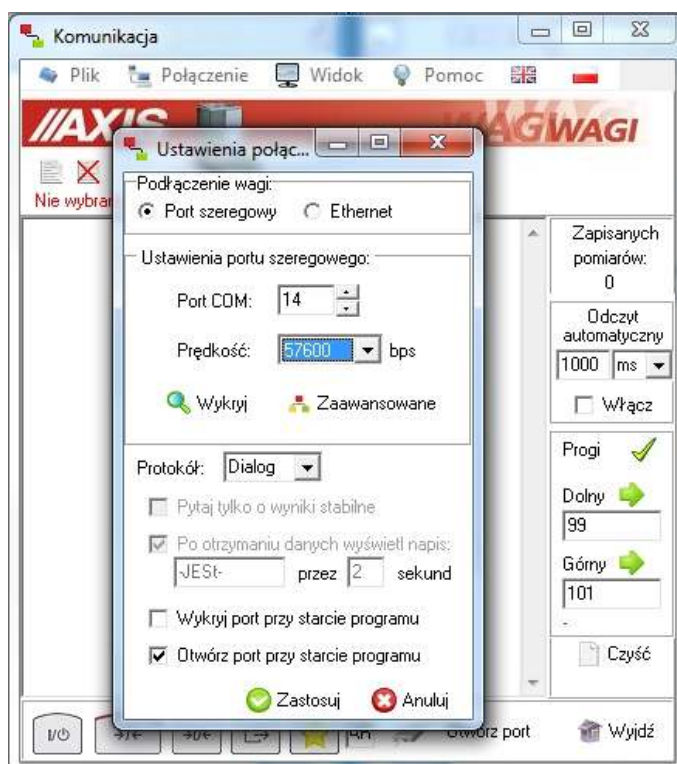 Komunikacja
Plik Połączenie Widok Pomoc
//AXIS WAGI
Nie wybran
Ustawienia połąc...
Podłączenie wagi:
Port szeregowy Ethernet
Ustawienia portu szeregowego:
Port COM: 14
Prędkość: 57600 bps
Wykryj Zaawansowane
Protokół: Dialog
Pytaj tylko o wyniki stabilne
Po otrzymaniu danych wyświetl napis:
-JESt- przez 2 sekund
Wykryj port przy starcie programu
Otwórz port przy starcie programu
Zastosuj Anuluj
Zapisanych
pomiarów:
0
Odczyt
automatyczny
1000 ms
Włącz
Progi
Dolny
99
Górny
101
-
Czyść
I/⏻ Otwórz port Wyjdź